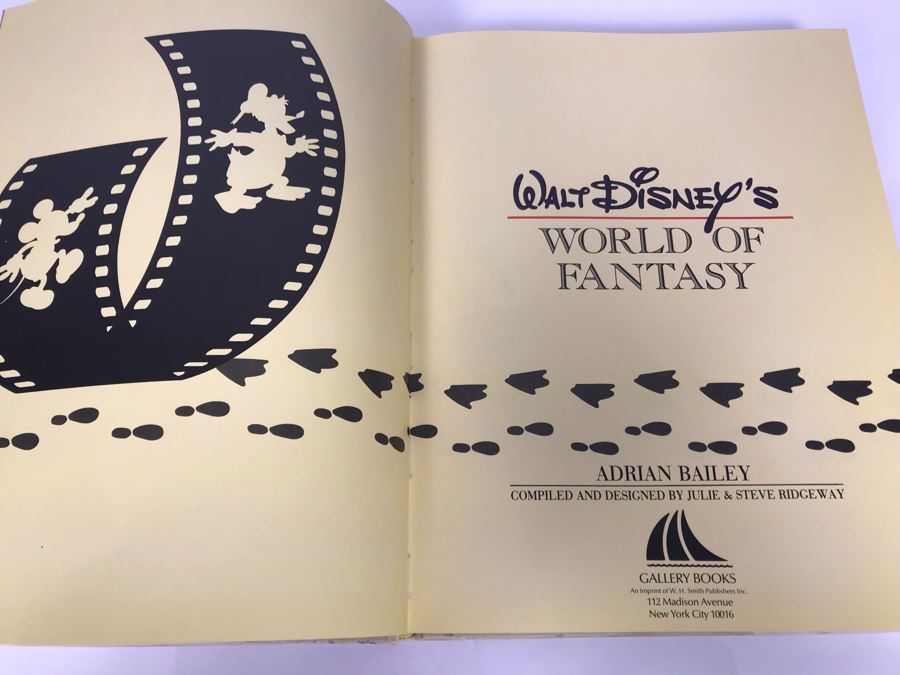 WALT DISNEY'S
WORLD OF
FANTASY
ADRIAN BAILEY
COMPILED AND DESIGNED BY JULIE & STEVE RIDGEWAY
GALLERY BOOKS
An Imprint of W. H. Smith Publishers Inc.
112 Madison Avenue
New York City 10016